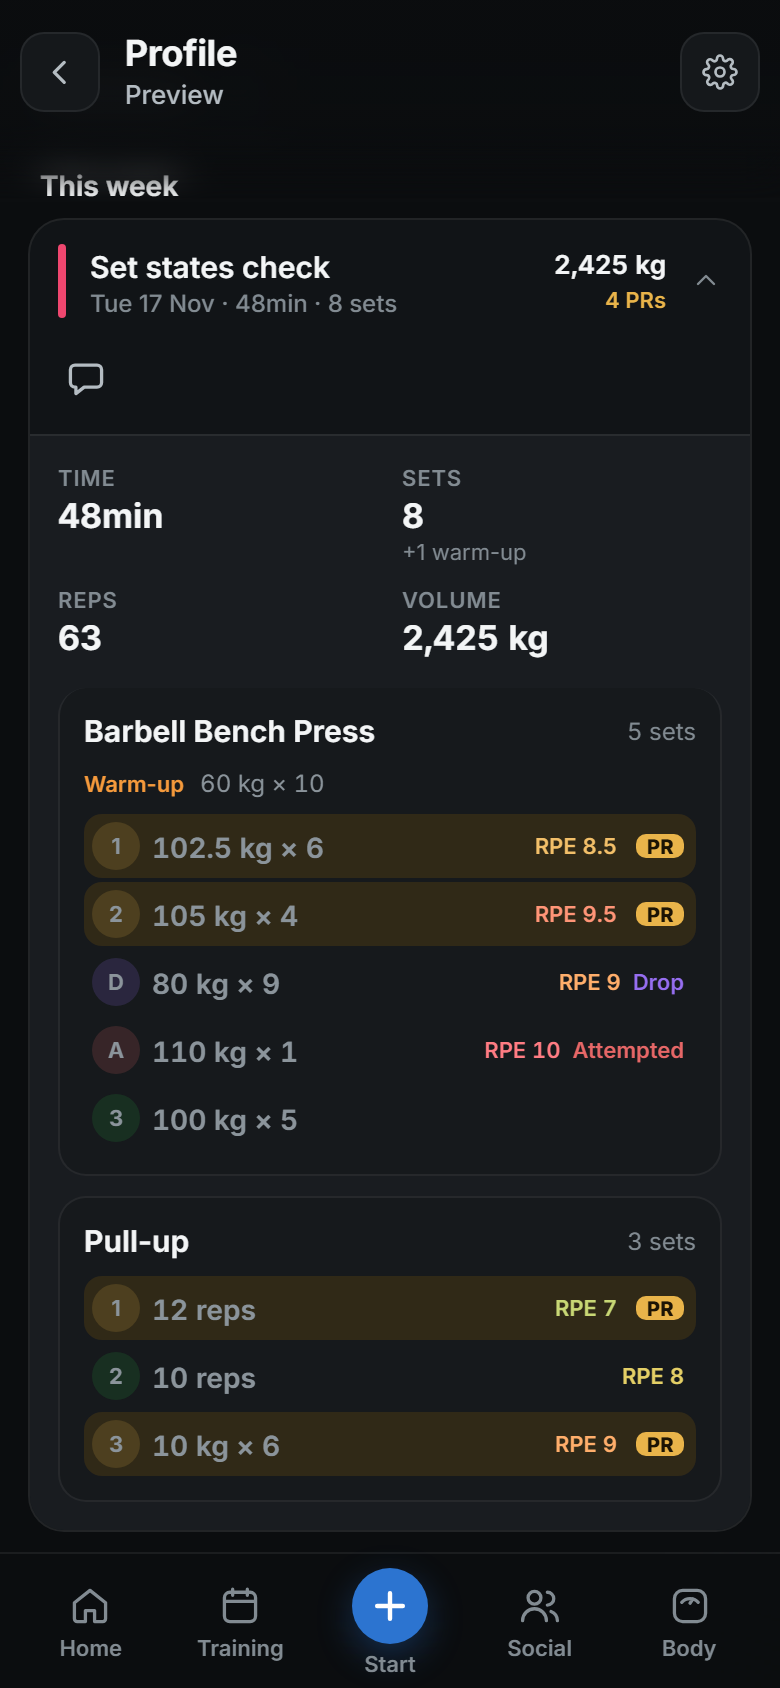 Profile
Preview
This week
Set states check
2,425 kg
Tue 17 Nov · 48min · 8 sets
4 PRs
TIME
SETS
48min
8
+1 warm-up
REPS
VOLUME
63
2,425 kg
Barbell Bench Press
5 sets
Warm-up 60 kg × 10
1 102.5 kg × 6 RPE 8.5 PR
2 105 kg × 4 RPE 9.5 PR
D 80 kg × 9 RPE 9 Drop
A 110 kg × 1 RPE 10 Attempted
3 100 kg × 5
Pull-up
3 sets
1 12 reps RPE 7 PR
2 10 reps RPE 8
3 10 kg × 6 RPE 9 PR
Home
Training
Start
Social
Body